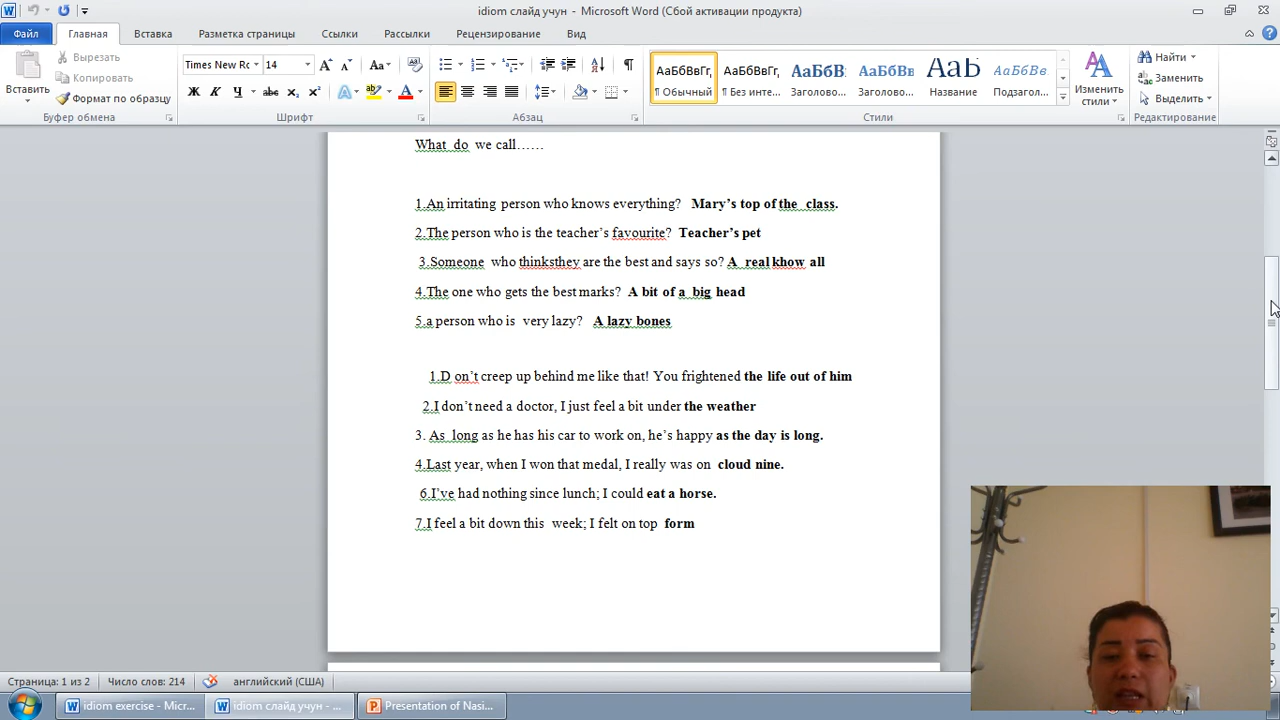 idiom слайд учун - Microsoft Word (Сбой активации продукта)
Файл Главная Вставка Разметка страницы Ссылки Рассылки Рецензирование Вид
Вставить
Вырезать
Копировать
Формат по образцу
Буфер обмена
Times New Rc 14
Ж К Ч abc x₂ x² A ab A
Шрифт
Абзац
АаБбВвГг, АаБбВвГг, АаБбВ АаБбВв АаБ АаБбВв
¶ Обычный ¶ Без инте... Заголово... Заголово... Название Подзагол...
Стили
Изменить стили
Найти
Заменить
Выделить
Редактирование
What do we call……
1.An irritating person who knows everything? Mary’s top of the class.
2.The person who is the teacher’s favourite? Teacher’s pet
3.Someone who thinksthey are the best and says so? A real khow all
4.The one who gets the best marks? A bit of a big head
5.a person who is very lazy? A lazy bones
1.D on’t creep up behind me like that! You frightened the life out of him
2.I don’t need a doctor, I just feel a bit under the weather
3. As long as he has his car to work on, he’s happy as the day is long.
4.Last year, when I won that medal, I really was on cloud nine.
6.I’ve had nothing since lunch; I could eat a horse.
7.I feel a bit down this week; I felt on top form
Страница: 1 из 2 Число слов: 214 английский (США)
idiom exercise - Mi... idiom слайд учун - ... Presentation of Nasi...